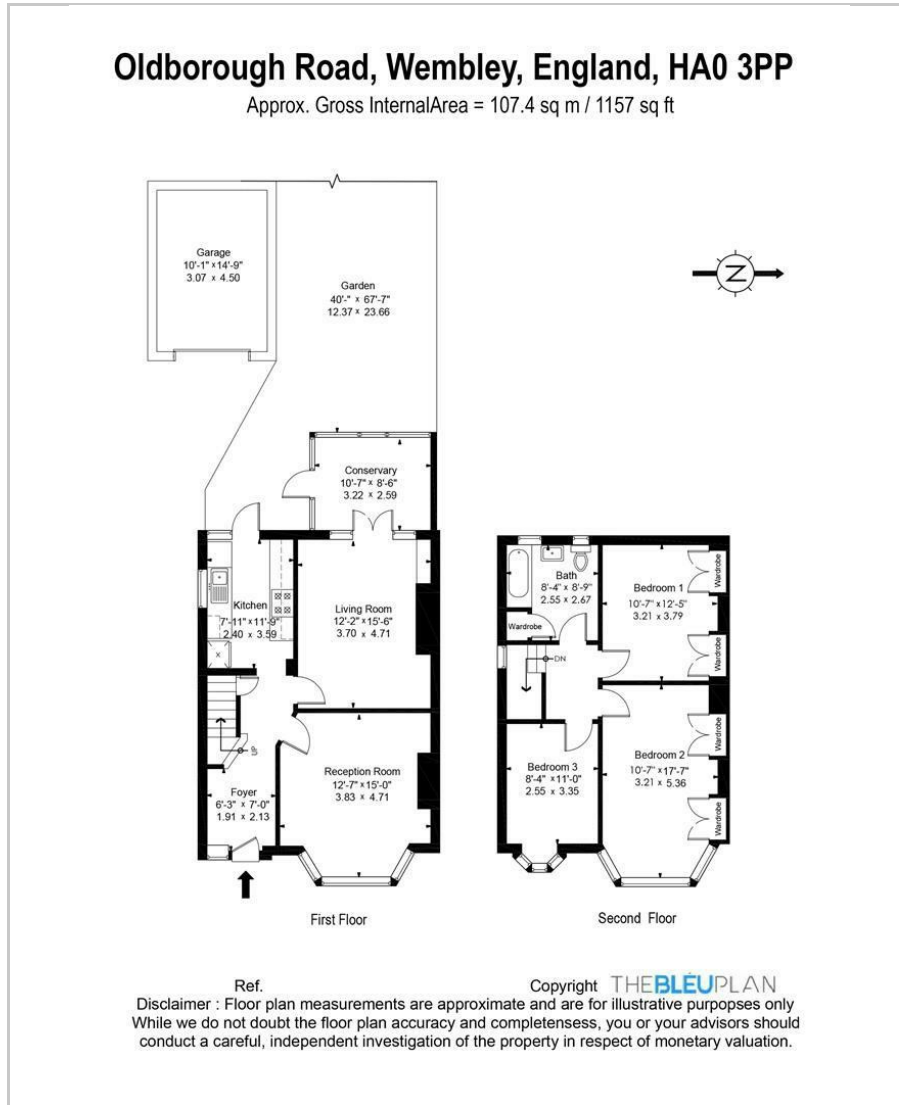 Oldborough Road, Wembley, England, HA0 3PP
Approx. Gross InternalArea = 107.4 sq m / 1157 sq ft
Garage
10'-1" x 14'-9"
3.07 x 4.50
Garden
40'-" x 67'-7"
12.37 x 23.66
Z
Conservary
10'-7" x 8'-6"
3.22 x 2.59
Kitchen
7'-11" x 11'-9"
2.40 x 3.59
X
Living Room
12'-2" x 15'-6"
3.70 x 4.71
UP
Reception Room
12'-7" x 15'-0"
3.83 x 4.71
Foyer
6'-3" x 7'-0"
1.91 x 2.13
First Floor
Bath
8'-4" x 8'-9"
2.55 x 2.67
Wardrobe
Bedroom 1
10'-7" x 12'-5"
3.21 x 3.79
Wardrobe
Wardrobe
DN
Bedroom 2
10'-7" x 17'-7"
3.21 x 5.36
Wardrobe
Wardrobe
Bedroom 3
8'-4" x 11'-0"
2.55 x 3.35
Second Floor
Ref.
Copyright THEBLEUPLAN
Disclaimer : Floor plan measurements are approximate and are for illustrative purpopses only
While we do not doubt the floor plan accuracy and completensess, you or your advisors should
conduct a careful, independent investigation of the property in respect of monetary valuation.